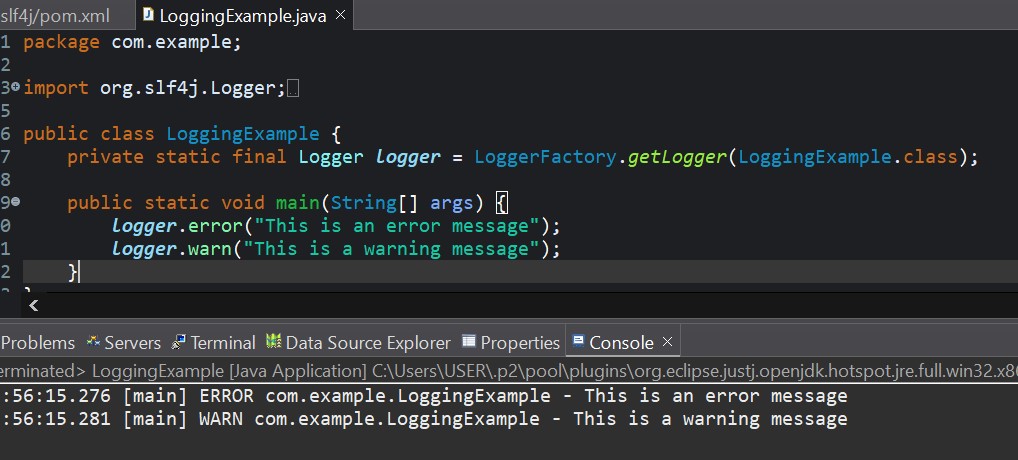 slf4j/pom.xml LoggingExample.java
1 package com.example;
2
3 import org.slf4j.Logger;
5
6 public class LoggingExample {
7 private static final Logger logger = LoggerFactory.getLogger(LoggingExample.class);
8
9 public static void main(String[] args) {
0 logger.error("This is an error message");
1 logger.warn("This is a warning message");
2 }
Problems Servers Terminal Data Source Explorer Properties Console
erminated> LoggingExample [Java Application] C:\Users\USER\.p2\pool\plugins\org.eclipse.justj.openjdk.hotspot.jre.full.win32.x86
:56:15.276 [main] ERROR com.example.LoggingExample - This is an error message
:56:15.281 [main] WARN com.example.LoggingExample - This is a warning message